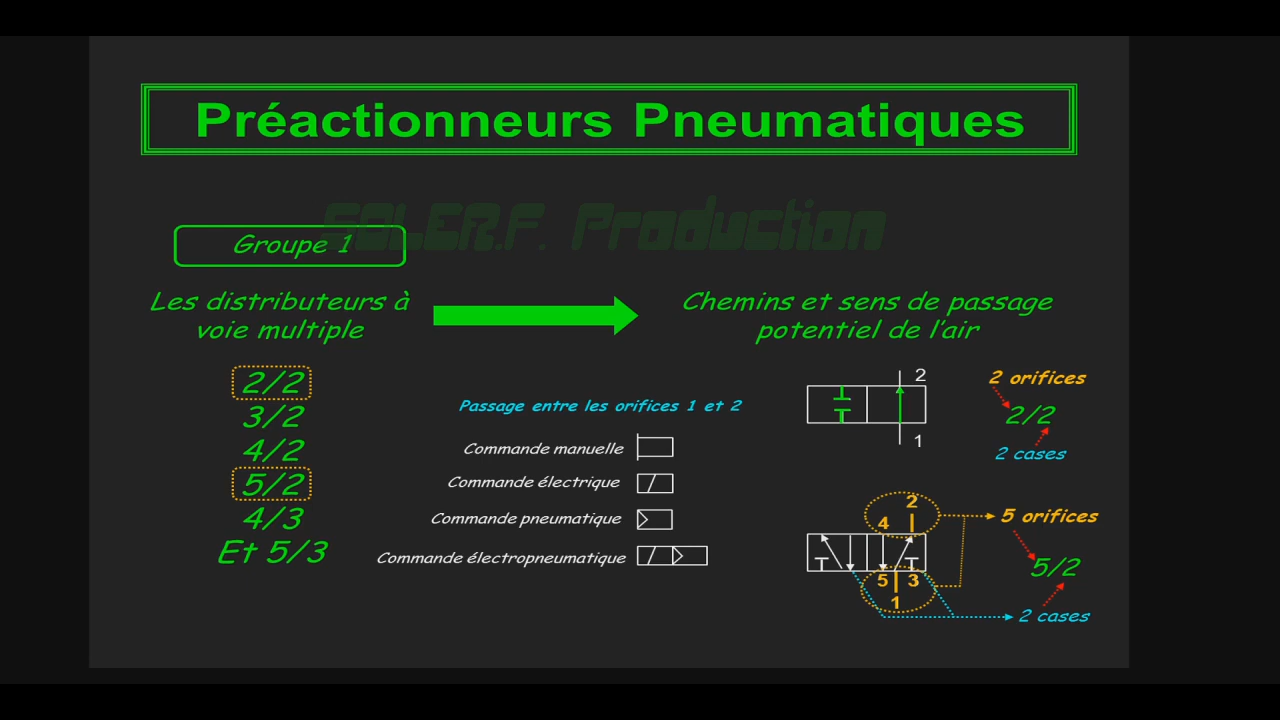 Préactionneurs Pneumatiques
SOLER.F. Production
Groupe 1
Les distributeurs à
voie multiple
Chemins et sens de passage
potentiel de l'air
2/2
3/2
4/2
5/2
4/3
Et 5/3
Passage entre les orifices 1 et 2
Commande manuelle
Commande électrique
Commande pneumatique
Commande électropneumatique
2
1
2 orifices
2/2
2 cases
2
4
5
3
1
5 orifices
5/2
2 cases